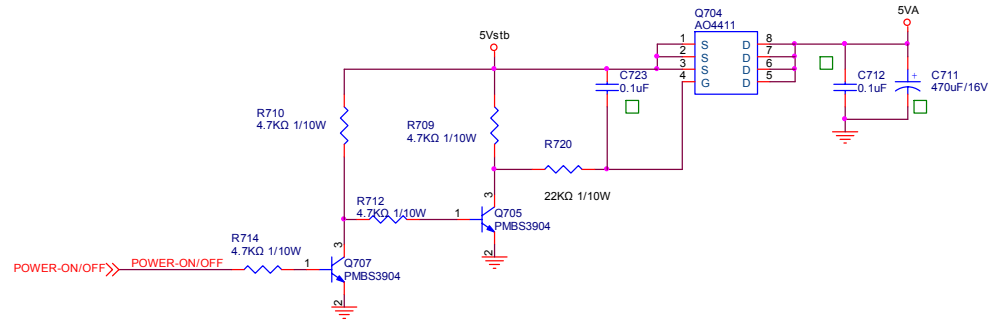 Q704
AO4411
5VA
5Vstb
1
2
3
4
S
S
S
G
D
D
D
D
8
7
6
5
C723
0.1uF
C712
0.1uF
+
C711
470uF/16V
R710
4.7KΩ 1/10W
R709
4.7KΩ 1/10W
R720
22KΩ 1/10W
R712
4.7KΩ 1/10W
1
3
Q705
PMBS3904
2
R714
4.7KΩ 1/10W
1
3
Q707
PMBS3904
2
POWER-ON/OFF
POWER-ON/OFF